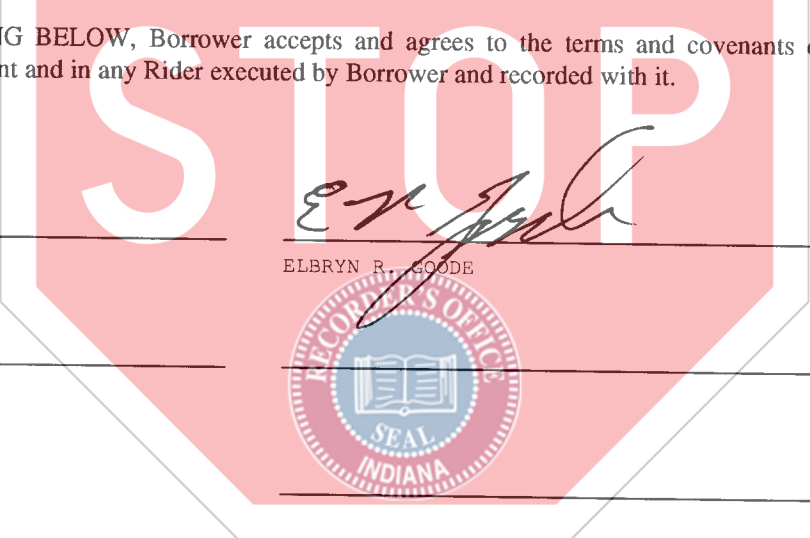 STOP
NG BELOW, Borrower accepts and agrees to the terms and covenants
nt and in any Rider executed by Borrower and recorded with it.
ELBRYN R. GOODE
RECORDER'S OFFICE
SEAL
INDIANA